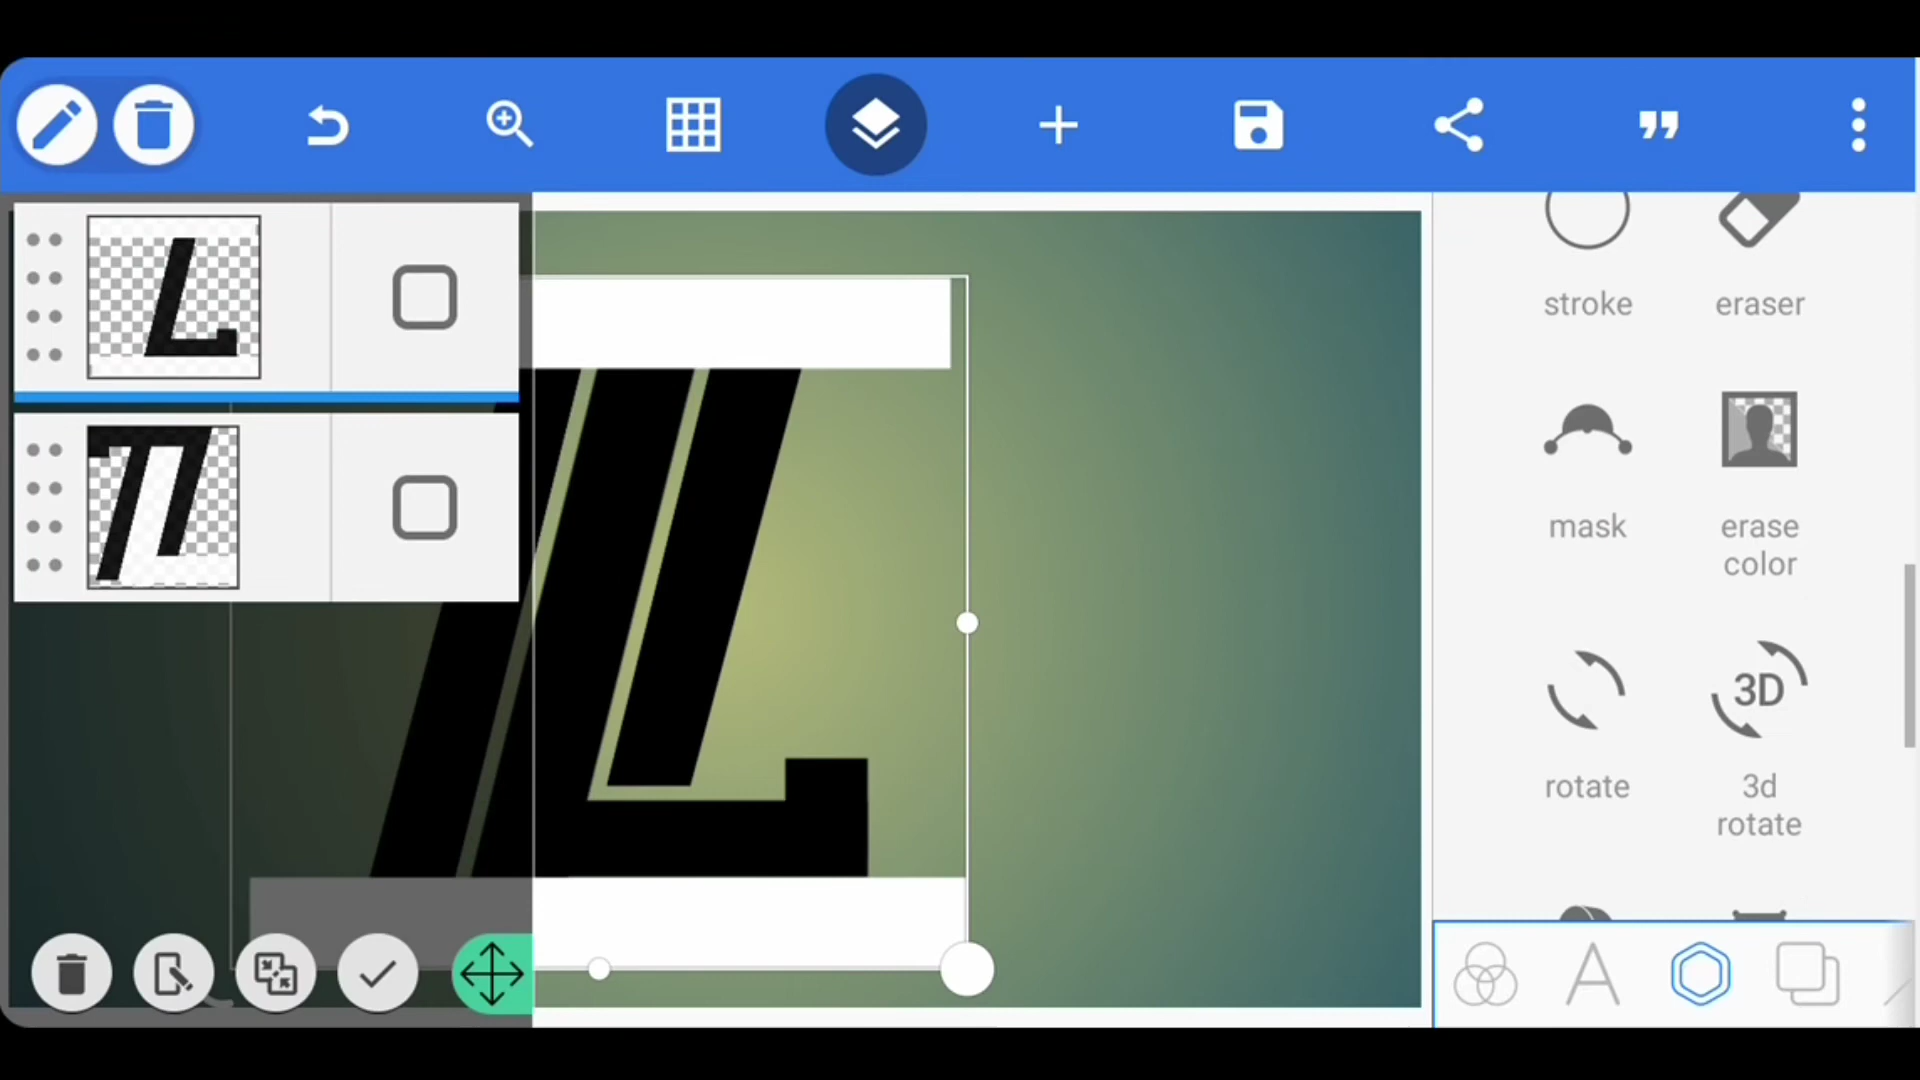 stroke
eraser
mask
erase
color
3D
rotate
3d
rotate
A